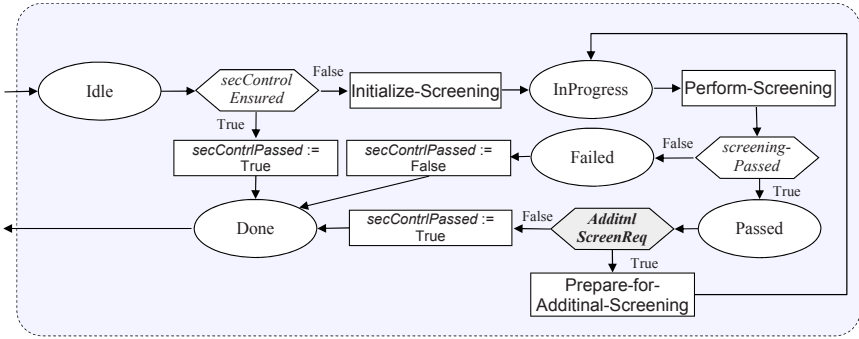 Idle
secControl
Ensured
False
Initialize-Screening
InProgress
Perform-Screening
True
secContrlPassed :=
True
secContrlPassed :=
False
Failed
False
screening-
Passed
True
Done
secContrlPassed :=
True
False
Additnl
ScreenReq
Passed
True
Prepare-for-
Additinal-Screening